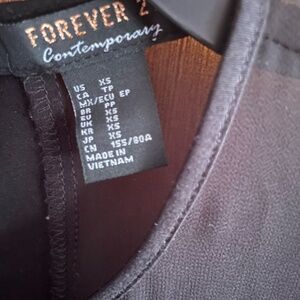 FOREVER 2
Contemporary
US XS
CA TP
MX/ECU EP
BR PP
EU XS
UK XS
KR XS
JP XS
CN 155/80A
MADE IN
VIETNAM